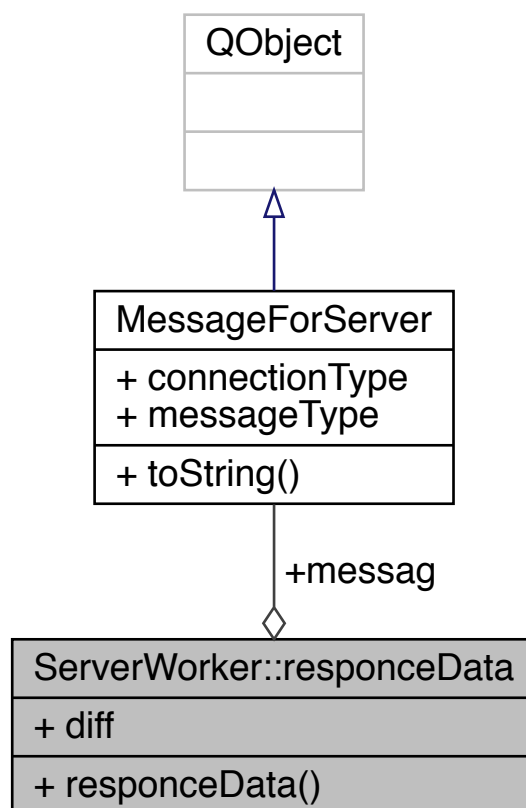 QObject
MessageForServer
+ connectionType
+ messageType
+ toString()
+messag
ServerWorker::responceData
+ diff
+ responceData()